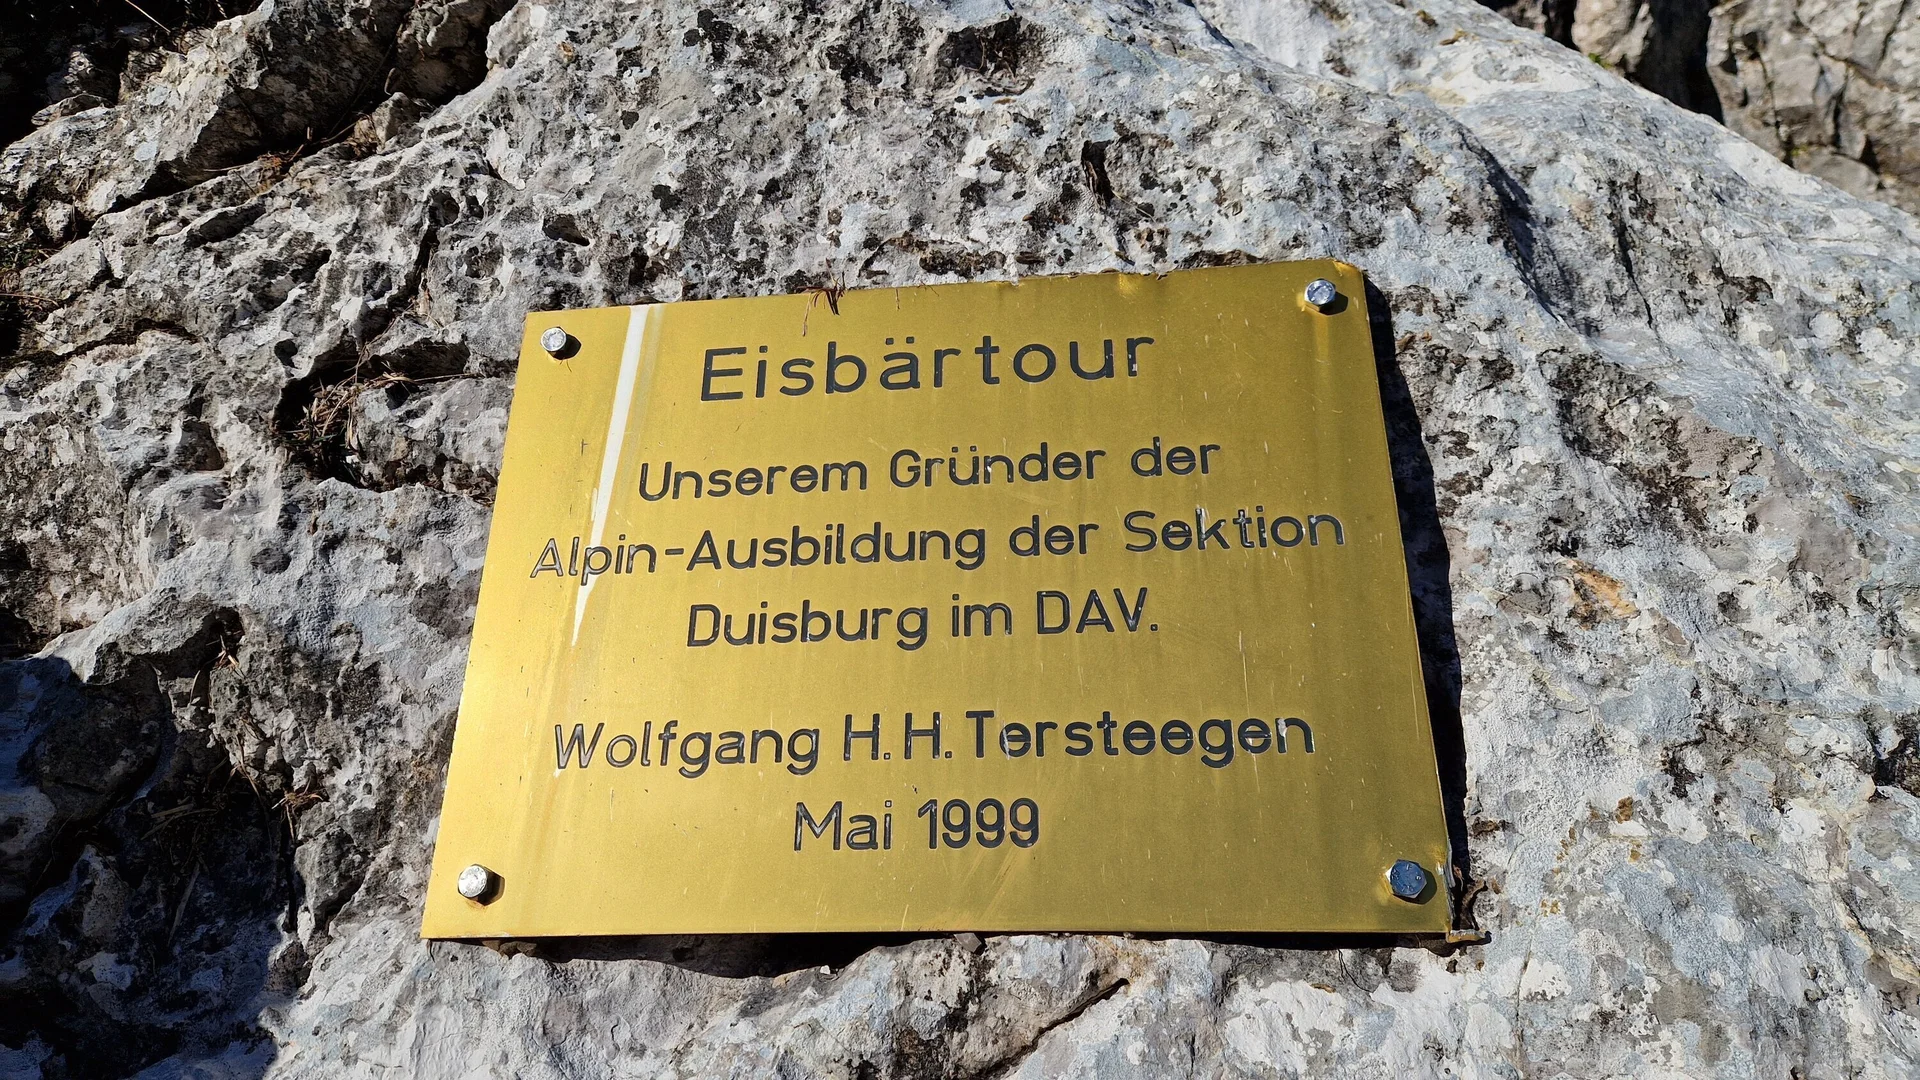 Eisbärtour
Unserem Gründer der
Alpin-Ausbildung der Sektion
Duisburg im DAV.
Wolfgang H. H. Tersteegen
Mai 1999